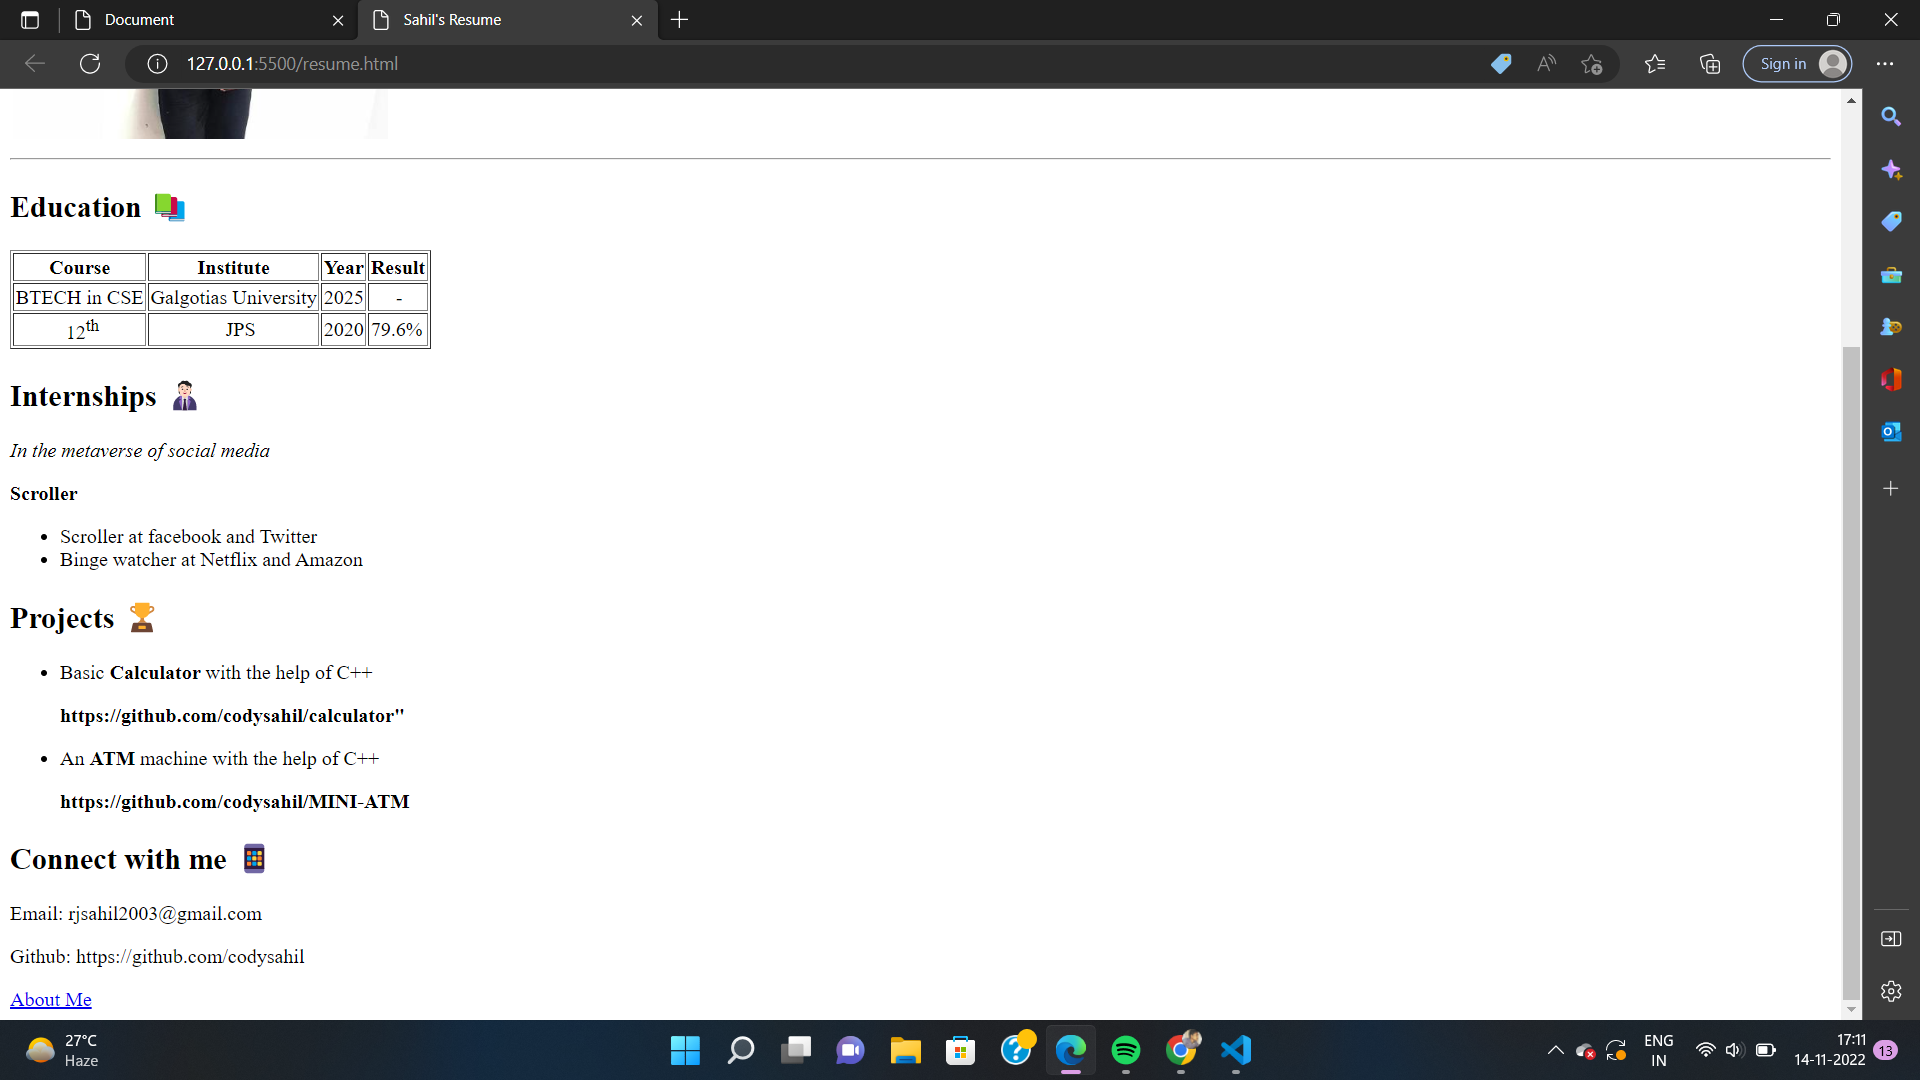 Document
Sahil's Resume
127.0.0.1:5500/resume.html
Sign in
Education
Course Institute Year Result
BTECH in CSE Galgotias University 2025 -
12th JPS 2020 79.6%
Internships
In the metaverse of social media
Scroller
• Scroller at facebook and Twitter
• Binge watcher at Netflix and Amazon
Projects
• Basic Calculator with the help of C++
https://github.com/codysahil/calculator"
• An ATM machine with the help of C++
https://github.com/codysahil/MINI-ATM
Connect with me
Email: rjsahil2003@gmail.com
Github: https://github.com/codysahil
About Me
27°C
Haze
ENG
IN
17:11
14-11-2022
13